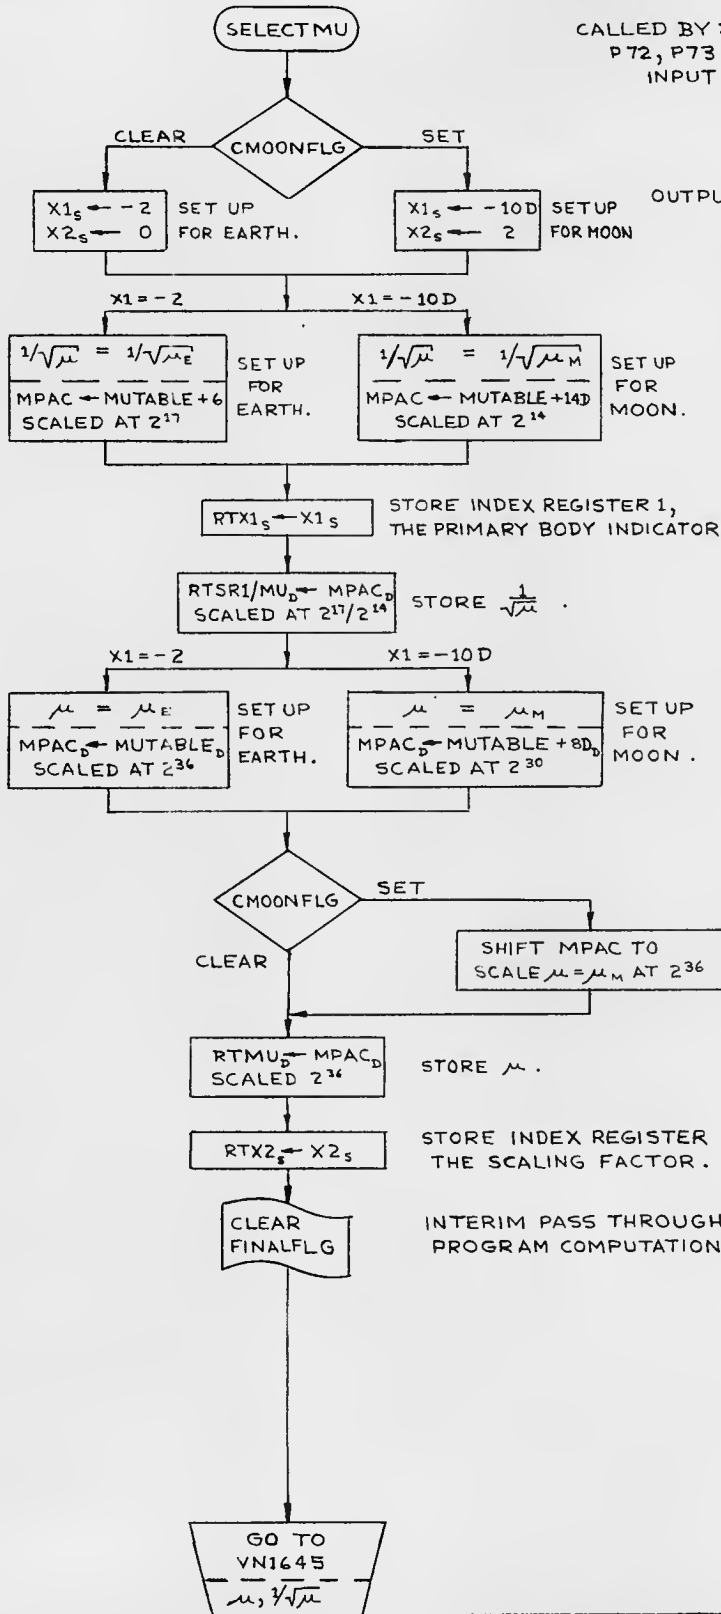 SELECTMU
CALLED BY:
P72, P73
INPUT
CMOONFLG
CLEAR
SET
OUTPU
X1s ← -2
X2s ← 0
SET UP
FOR EARTH.
X1s ← -10D
X2s ← 2
SETUP
FOR MOON
X1=-2
X1=-10D
1/√μ = 1/√μE
MPAC ← MUTABLE+6
SCALED AT 2¹⁷
SET UP
FOR
EARTH.
1/√μ = 1/√μM
MPAC ← MUTABLE+14D
SCALED AT 2¹⁴
SET UP
FOR
MOON.
RTX1s ← X1s
STORE INDEX REGISTER 1,
THE PRIMARY BODY INDICATOR
RTSR1/MUD ← MPACD
SCALED AT 2¹⁷/2¹⁴
STORE 1/√μ .
X1=-2
X1=-10D
μ = μE
MPACD ← MUTABLED
SCALED AT 2³⁶
SET UP
FOR
EARTH.
μ = μM
MPACD ← MUTABLE + 8DD
SCALED AT 2³⁰
SET UP
FOR
MOON.
CMOONFLG
SET
CLEAR
SHIFT MPAC TO
SCALE μ=μM AT 2³⁶
RTMUD ← MPACD
SCALED 2³⁶
STORE μ.
RTX2s ← X2s
STORE INDEX REGISTER
THE SCALING FACTOR.
CLEAR
FINALFLG
INTERIM PASS THROUGH
PROGRAM COMPUTATION
GO TO
VN1645
μ, 1/√μ